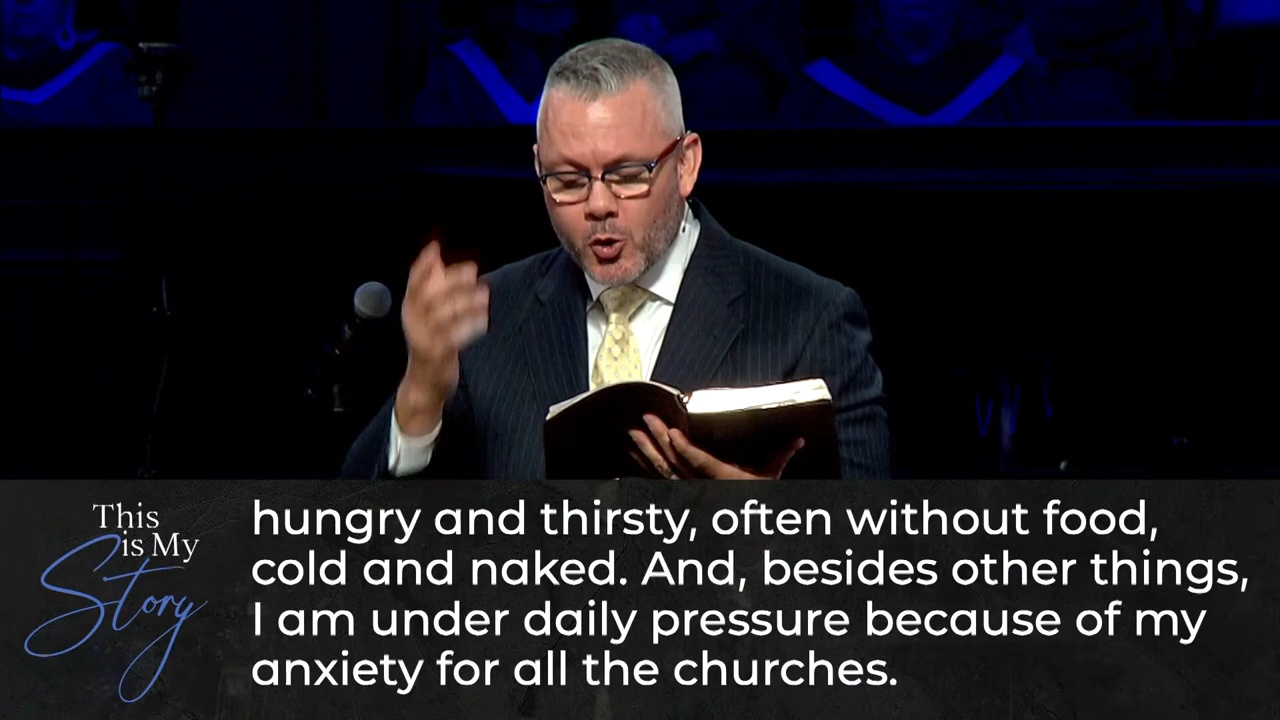 This
is My
Story
hungry and thirsty, often without food,
cold and naked. And, besides other things,
I am under daily pressure because of my
anxiety for all the churches.